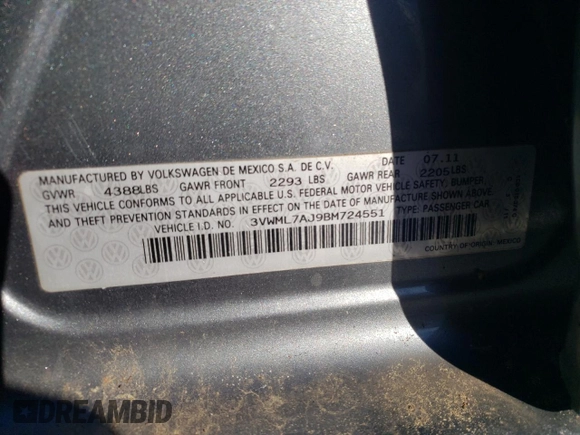 MANUFACTURED BY VOLKSWAGEN DE MEXICO S.A. DE C.V. DATE 07.11
GVWR 4388LBS GAWR FRONT 2293 LBS GAWR REAR 2205LBS
THIS VEHICLE CONFORMS TO ALL APPLICABLE U.S. FEDERAL MOTOR VEHICLE SAFETY, BUMPER
AND THEFT PREVENTION STANDARDS IN EFFECT ON THE DATE OF MANUFACTURE SHOWN ABOVE.
VEHICLE I.D. NO. 3VWML7AJ9BM724551 TYPE: PASSENGER CAR
COUNTRY OF ORIGIN: MEXICO
DREAMBID